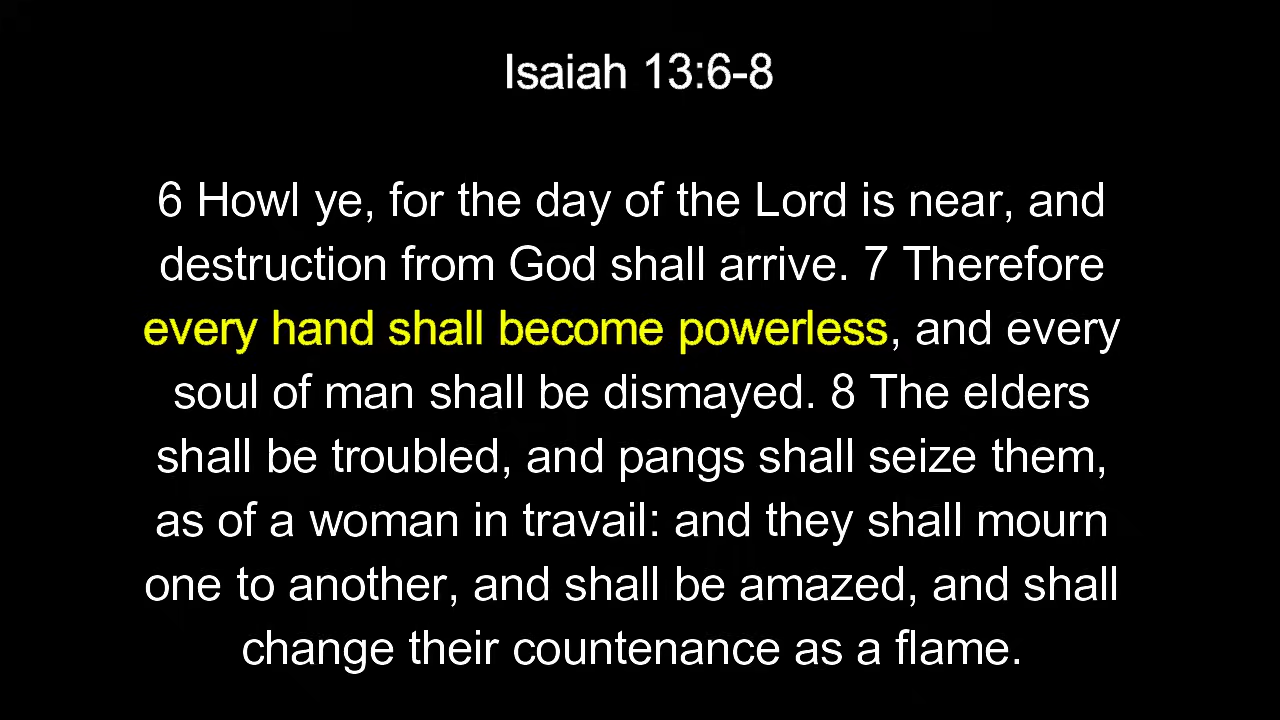 Isaiah 13:6-8
6 Howl ye, for the day of the Lord is near, and
destruction from God shall arrive. 7 Therefore
every hand shall become powerless, and every
soul of man shall be dismayed. 8 The elders
shall be troubled, and pangs shall seize them,
as of a woman in travail: and they shall mourn
one to another, and shall be amazed, and shall
change their countenance as a flame.